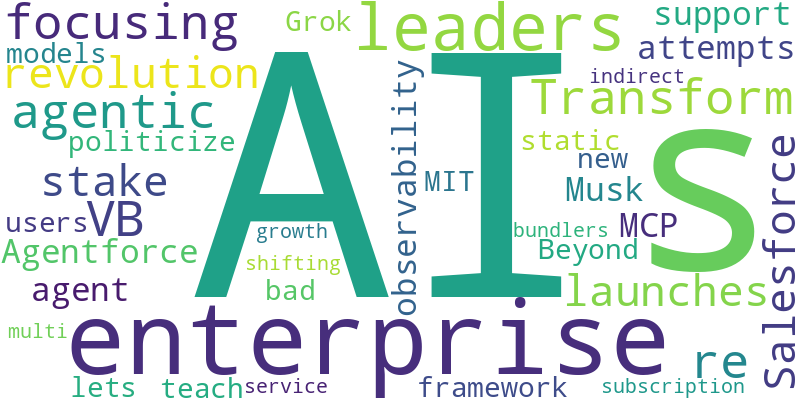 focusing
Grok
leaders
support
models
attempts
revolution
AI
indirect
agentic
observability
Transform
politicize
static
s
stake
MIT
new
Musk
Salesforce
users
VB
growth
bundlers
MCP
Agentforce
Beyond
shifting
agent
bad
launches
multi
enterprise
re
lets
teach
service
framework
subscription